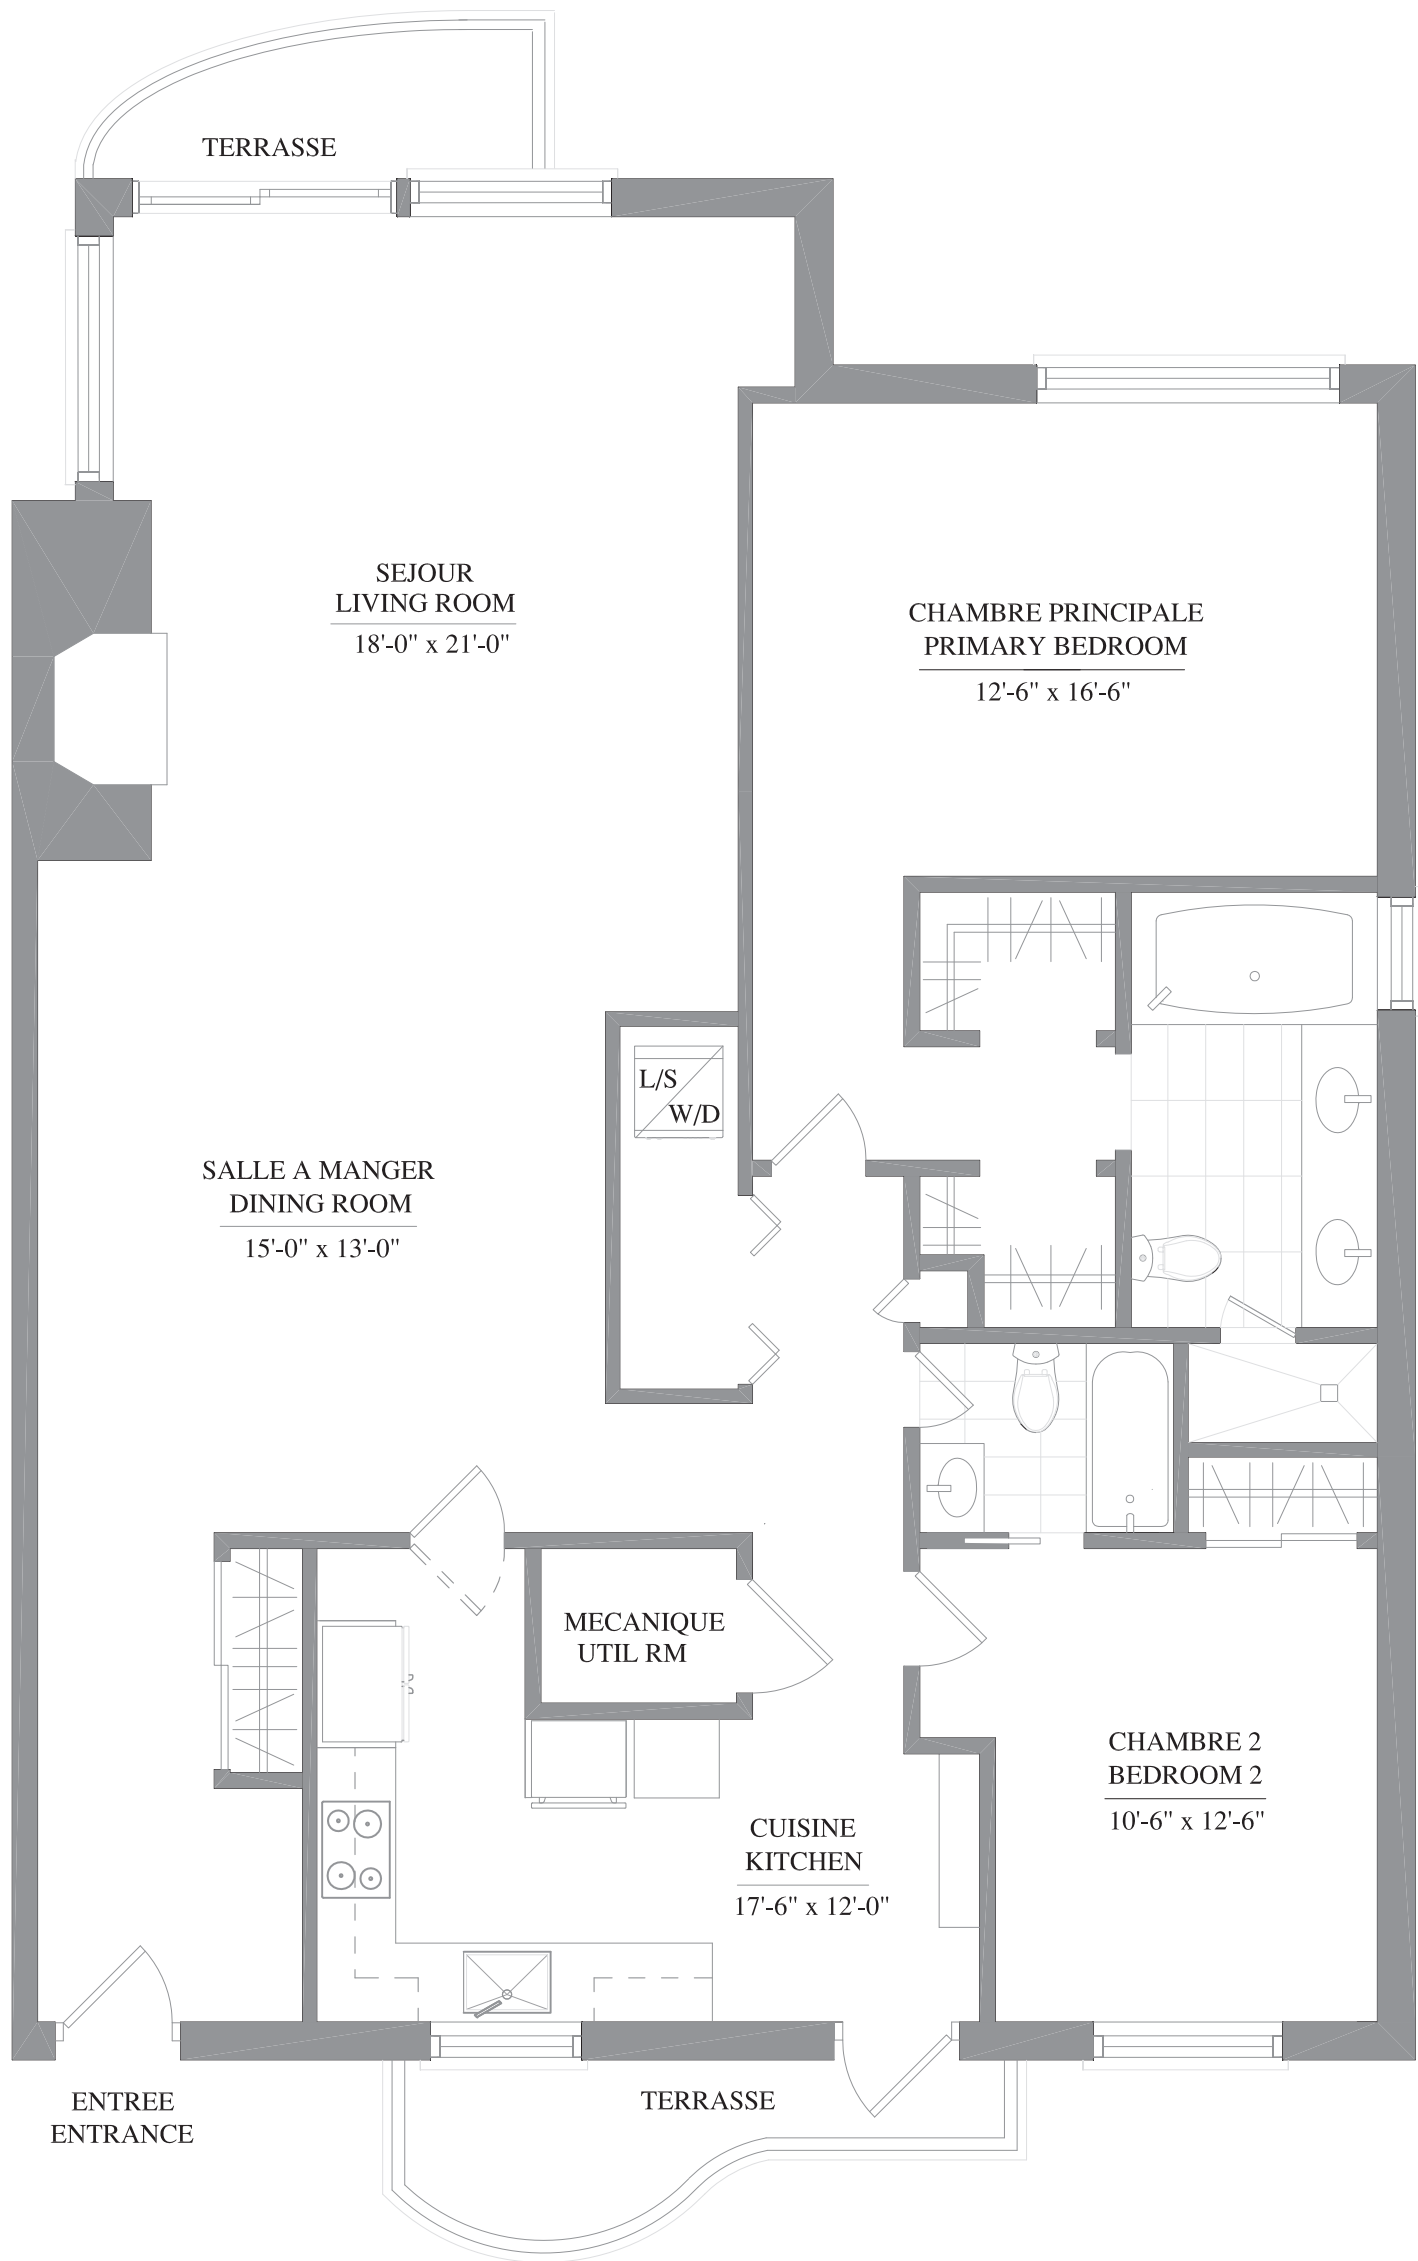 TERRASSE
SEJOUR
LIVING ROOM
18'-0" x 21'-0"
CHAMBRE PRINCIPALE
PRIMARY BEDROOM
12'-6" x 16'-6"
L/S
W/D
SALLE A MANGER
DINING ROOM
15'-0" x 13'-0"
MECANIQUE
UTIL RM
CHAMBRE 2
BEDROOM 2
10'-6" x 12'-6"
CUISINE
KITCHEN
17'-6" x 12'-0"
ENTREE
ENTRANCE
TERRASSE